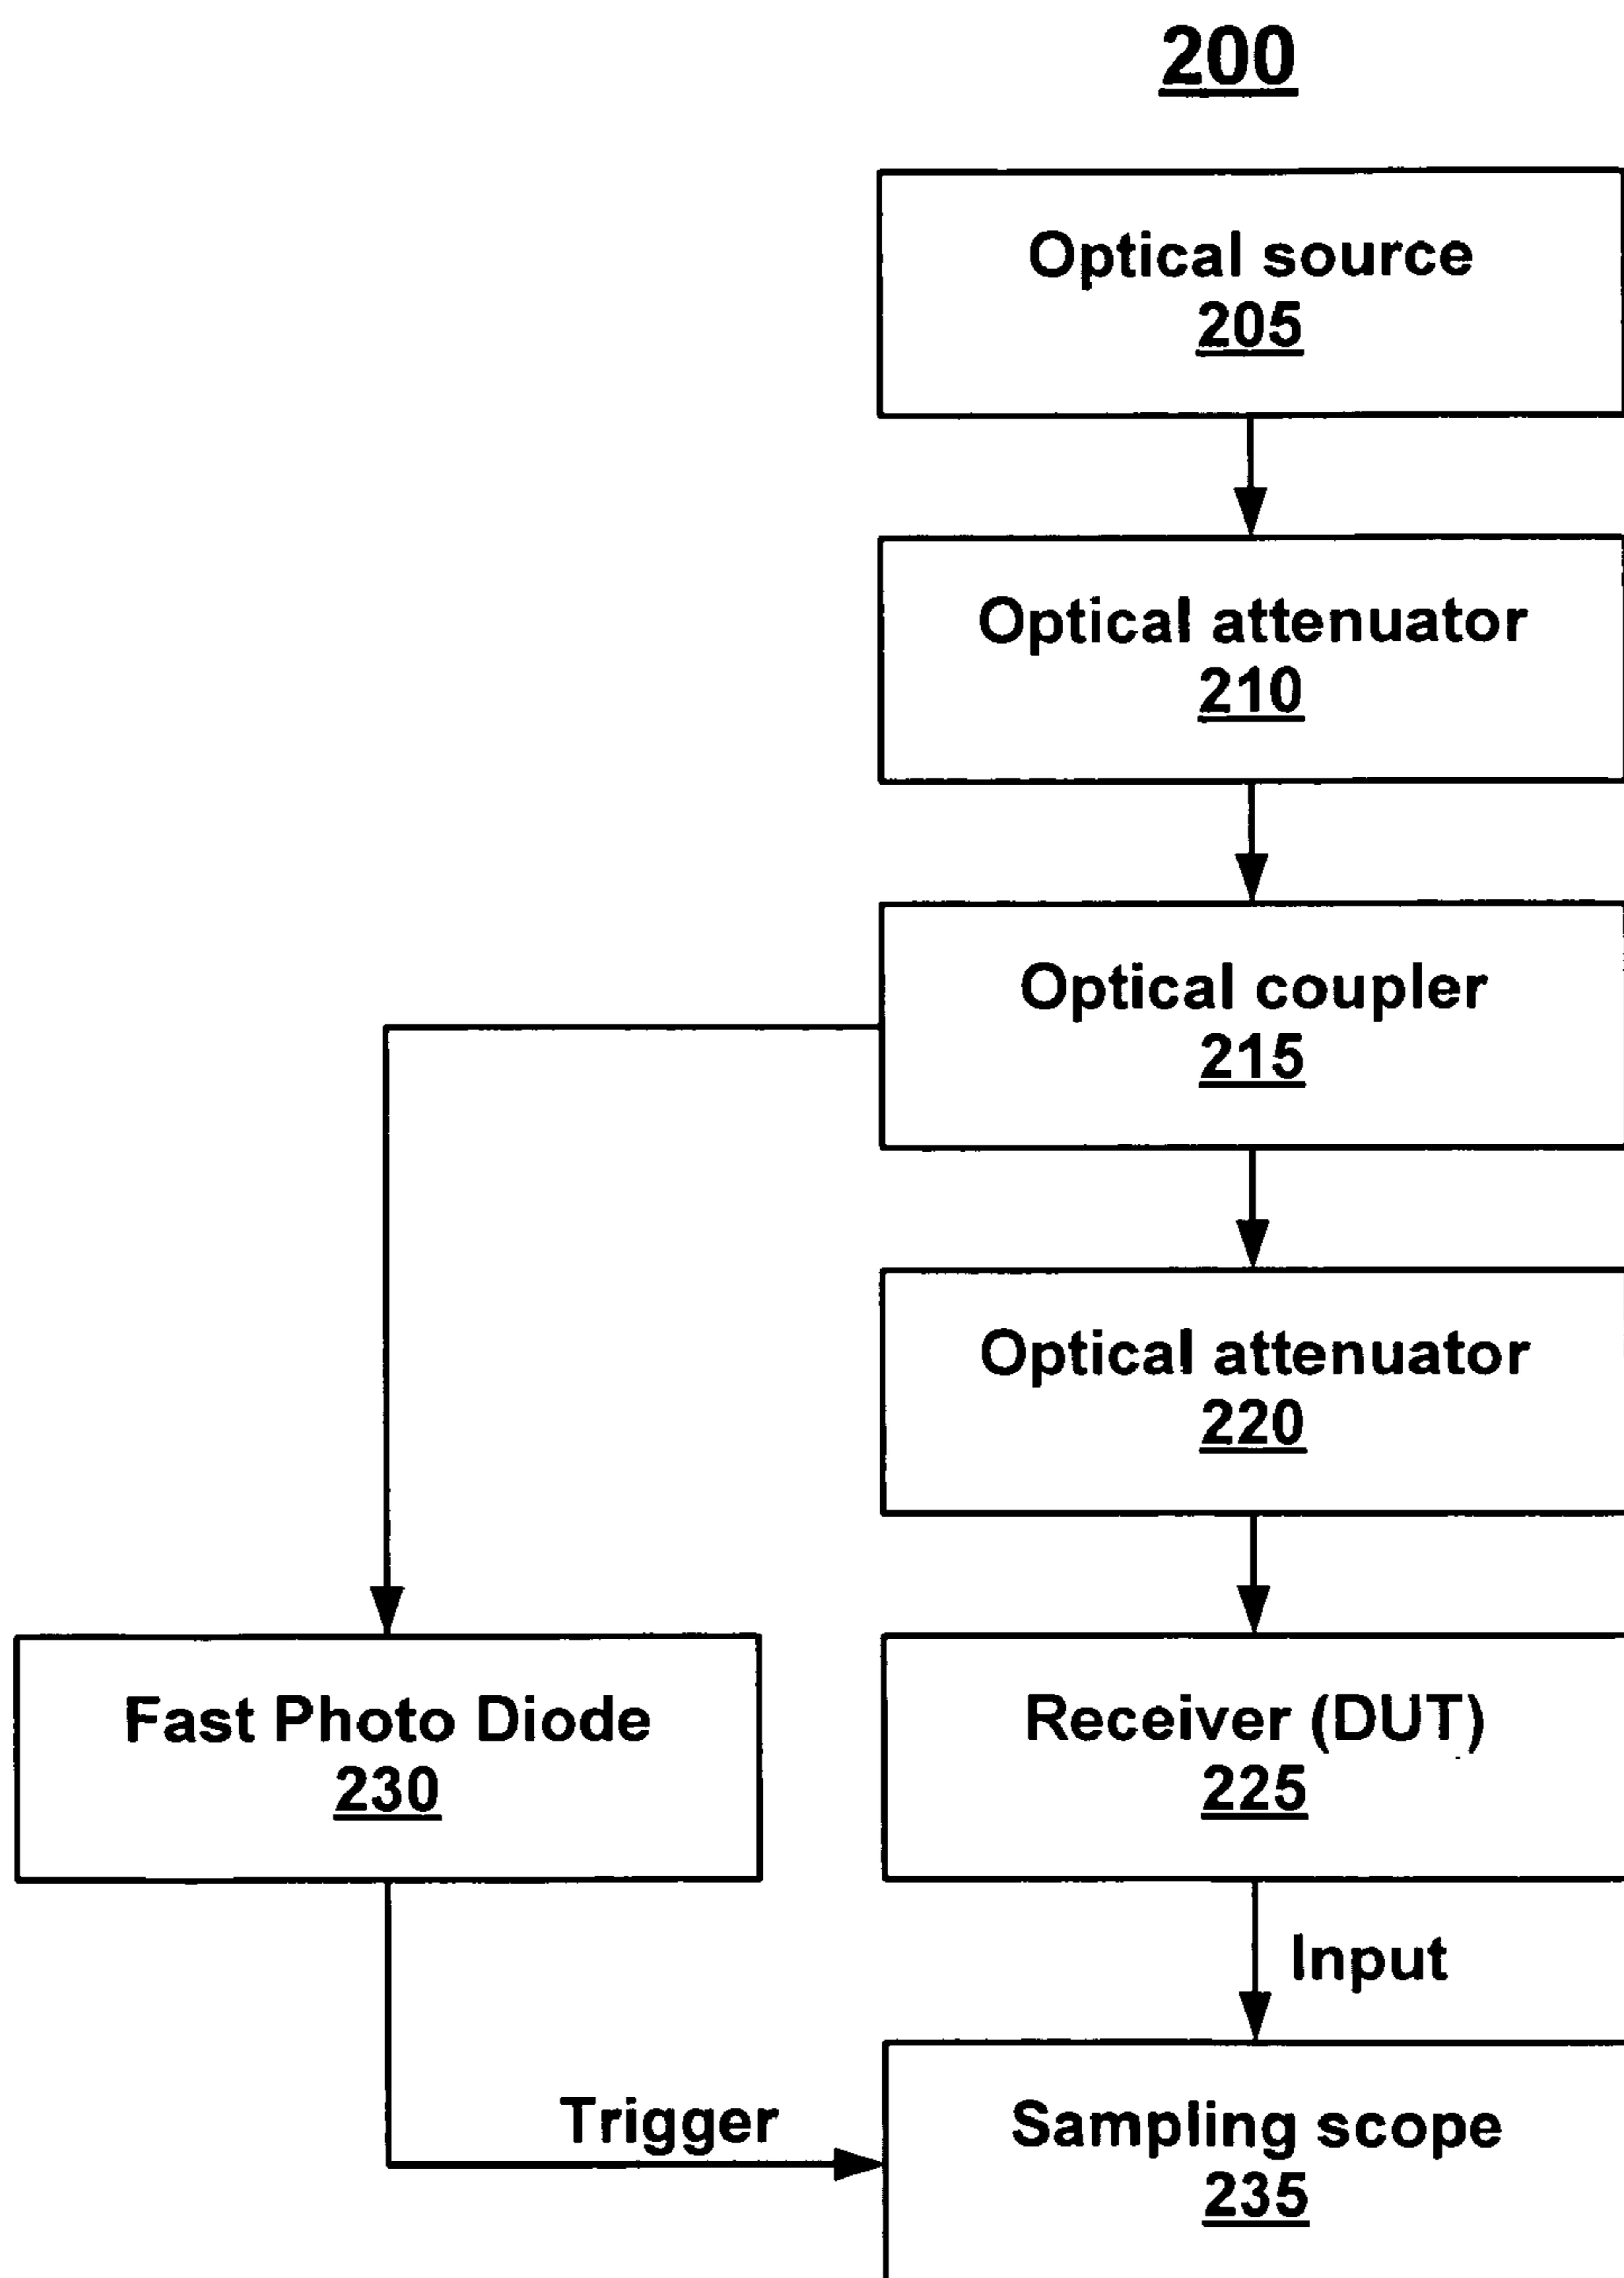 200
Optical source
205
Optical attenuator
210
Optical coupler
215
Optical attenuator
220
Fast Photo Diode
230
Receiver (DUT)
225
Input
Trigger
Sampling scope
235